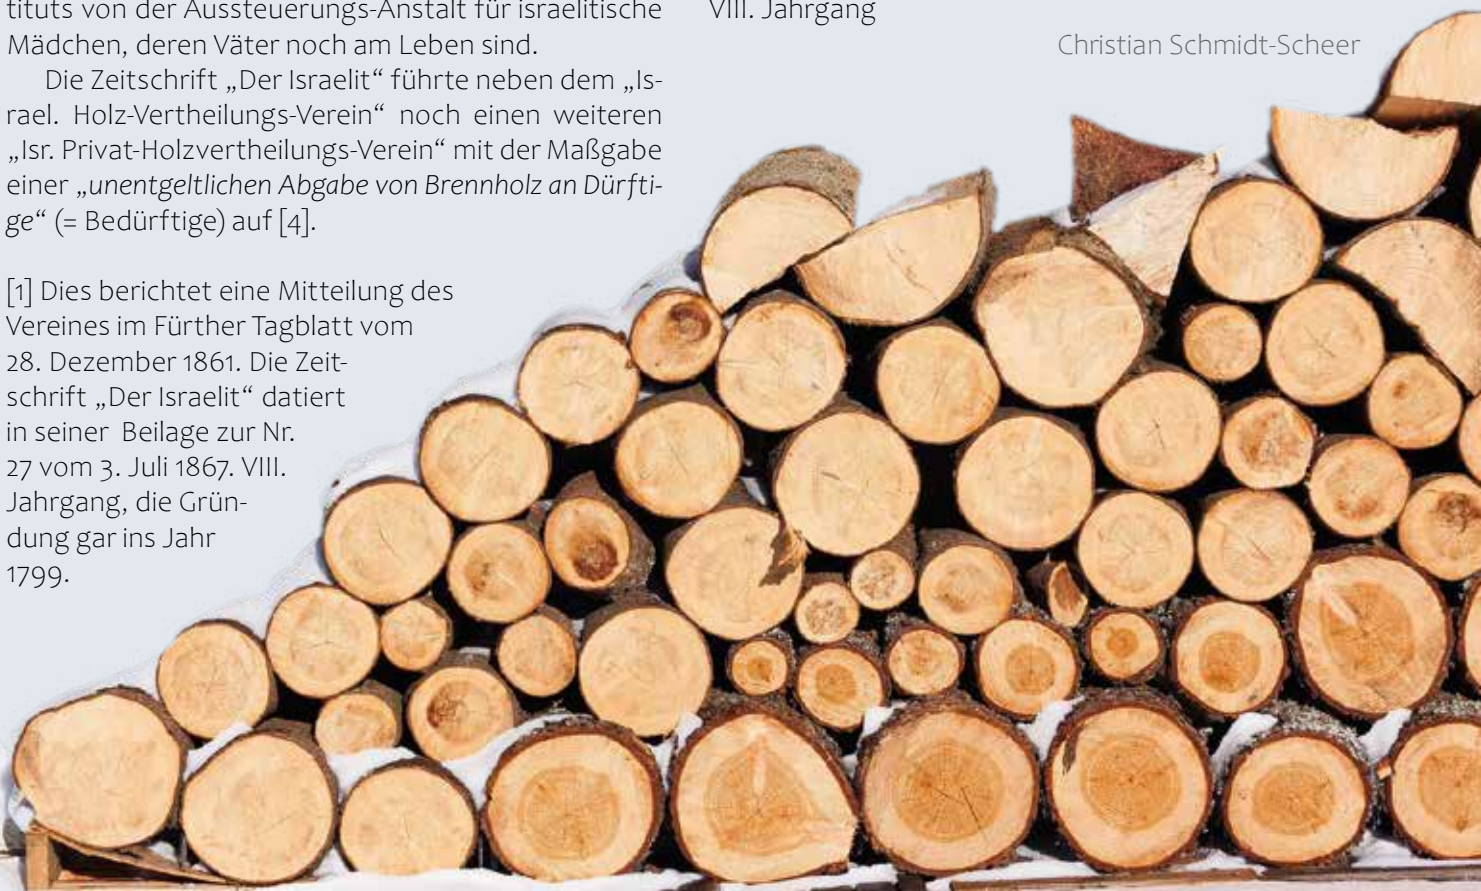 tituts von der Aussteuerungs-Anstalt für israelitische
Mädchen, deren Väter noch am Leben sind.
Die Zeitschrift „Der Israelit“ führte neben dem „Is-
rael. Holz-Vertheilungs-Verein“ noch einen weiteren
„Isr. Privat-Holzvertheilungs-Verein“ mit der Maßgabe
einer „unentgeltlichen Abgabe von Brennholz an Dürfti-
ge“ (= Bedürftige) auf [4].
[1] Dies berichtet eine Mitteilung des
Vereines im Fürther Tagblatt vom
28. Dezember 1861. Die Zeit-
schrift „Der Israelit“ datiert
in seiner Beilage zur Nr.
27 vom 3. Juli 1867. VIII.
Jahrgang, die Grün-
dung gar ins Jahr
1799.
VIII. Jahrgang
Christian Schmidt-Scheer